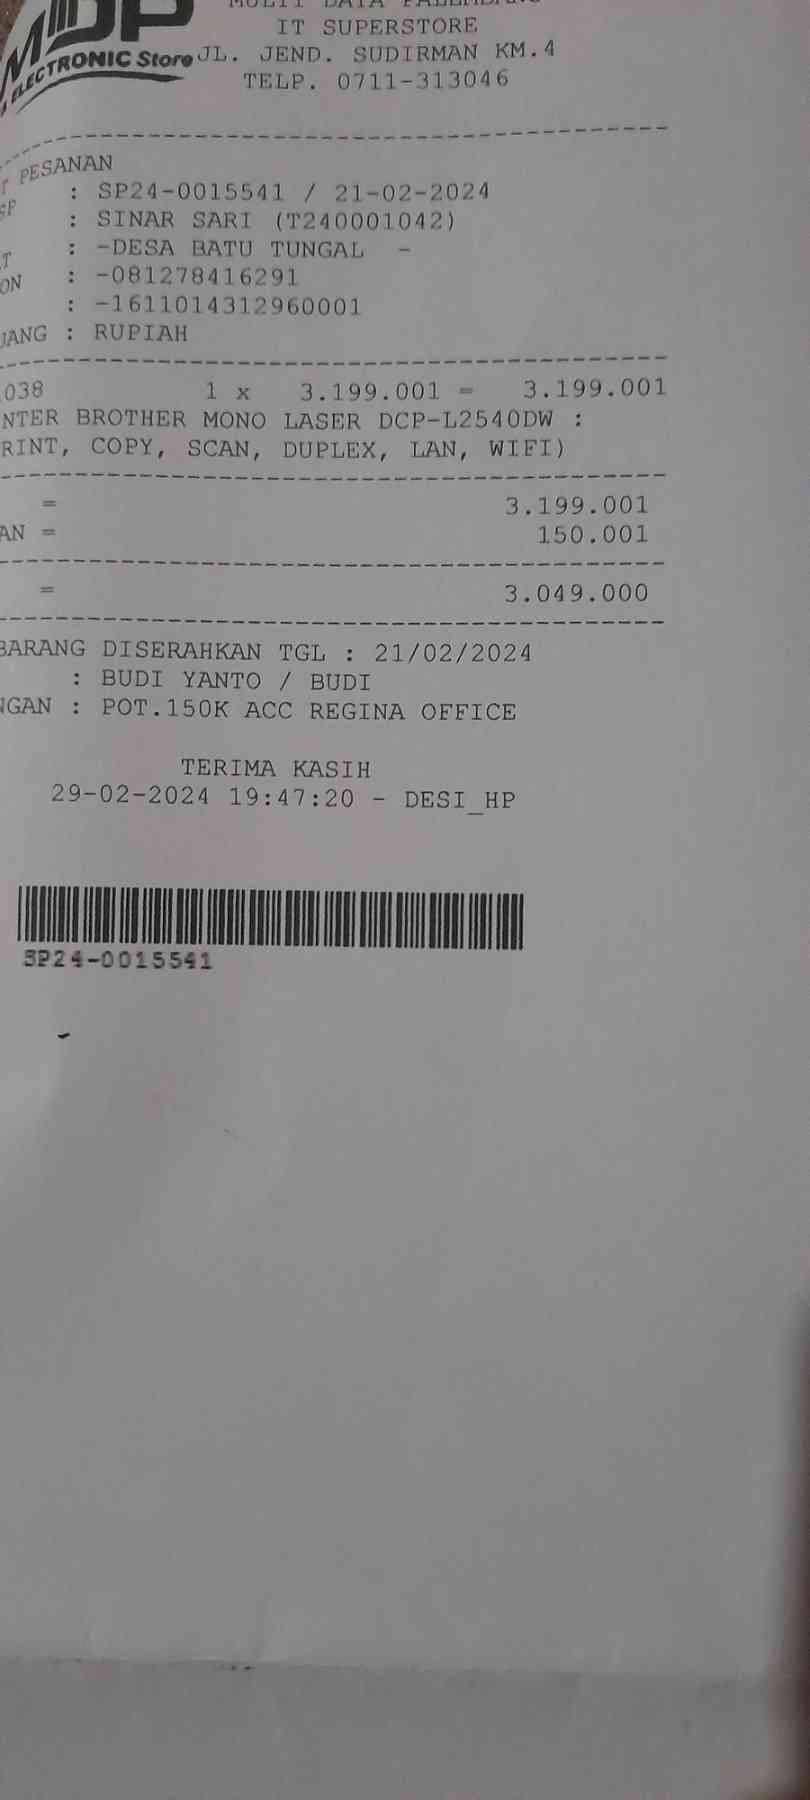 MULTI DATA PALEMBANG
MDP
IT SUPERSTORE
ELECTRONIC Store
JL. JEND. SUDIRMAN KM.4
TELP. 0711-313046
PESANAN
: SP24-0015541 / 21-02-2024
: SINAR SARI (T240001042)
: -DESA BATU TUNGAL -
: -081278416291
: -1611014312960001
: RUPIAH
038 1 x 3.199.001 = 3.199.001
NTER BROTHER MONO LASER DCP-L2540DW :
RINT, COPY, SCAN, DUPLEX, LAN, WIFI)
= 3.199.001
AN = 150.001
= 3.049.000
BARANG DISERAHKAN TGL : 21/02/2024
: BUDI YANTO / BUDI
NGAN : POT.150K ACC REGINA OFFICE
TERIMA KASIH
29-02-2024 19:47:20 - DESI_HP
SP24-0015541